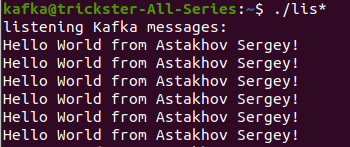 kafka@trickster-All-Series:~$ ./lis*
listening Kafka messages:
Hello World from Astakhov Sergey!
Hello World from Astakhov Sergey!
Hello World from Astakhov Sergey!
Hello World from Astakhov Sergey!
Hello World from Astakhov Sergey!
Hello World from Astakhov Sergey!